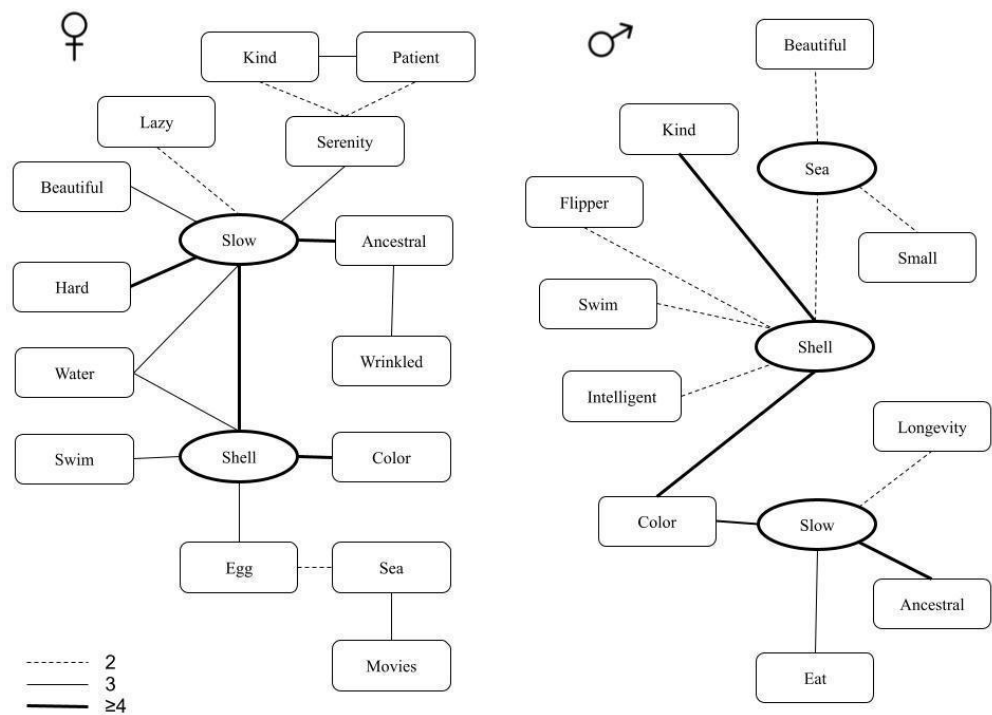 ♀
Kind
Patient
Lazy
Serenity
Beautiful
Slow
Ancestral
Hard
Water
Wrinkled
Swim
Shell
Color
Egg
Sea
Movies
2
3
≥4
♂
Beautiful
Kind
Sea
Flipper
Small
Swim
Shell
Intelligent
Longevity
Color
Slow
Ancestral
Eat